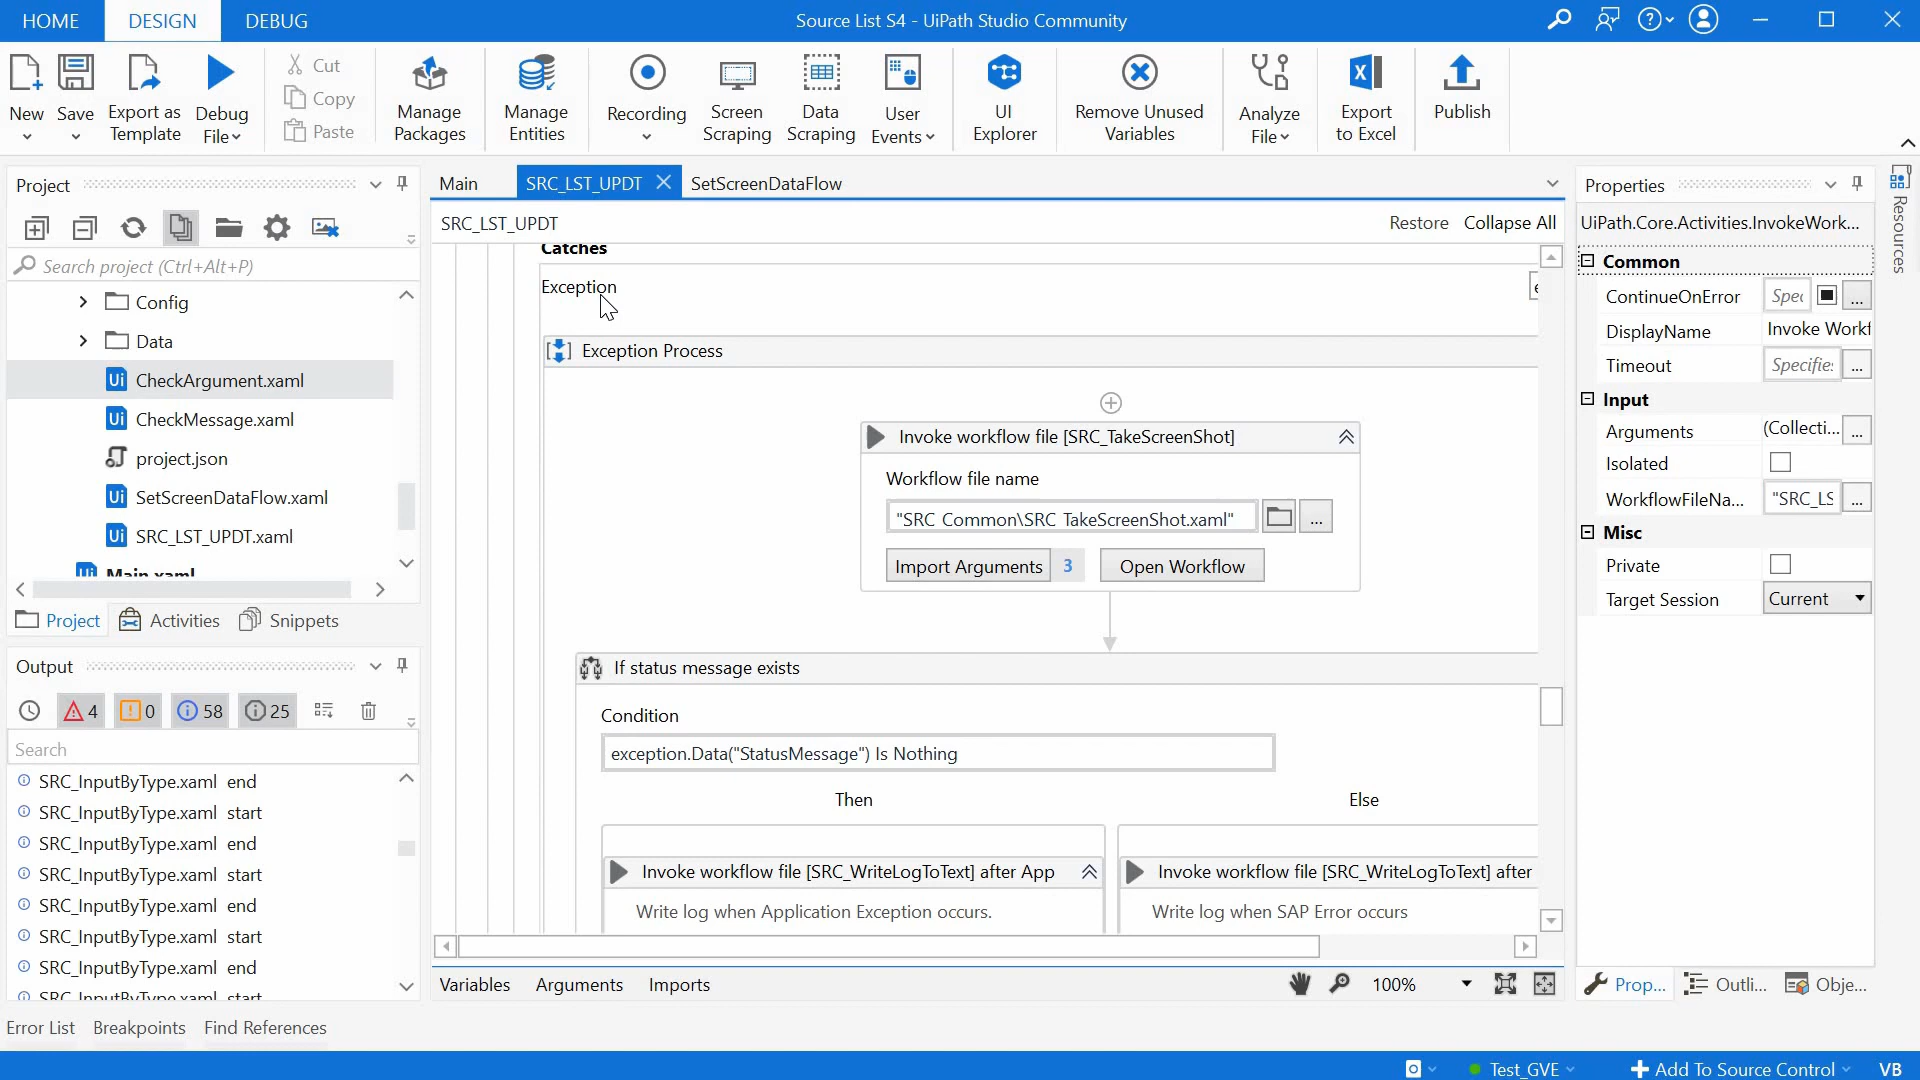 HOME DESIGN DEBUG Source List S4 - UiPath Studio Community
New Save Export as Template Debug File Cut Copy Paste Manage Packages Manage Entities Recording Screen Scraping Data Scraping User Events UI Explorer Remove Unused Variables Analyze File Export to Excel Publish
Project
Search project (Ctrl+Alt+P)
Config
Data
CheckArgument.xaml
CheckMessage.xaml
project.json
SetScreenDataFlow.xaml
SRC_LST_UPDT.xaml
Main.xaml
Project Activities Snippets
Output
4 0 58 25
Search
SRC_InputByType.xaml end
SRC_InputByType.xaml start
SRC_InputByType.xaml end
SRC_InputByType.xaml start
SRC_InputByType.xaml end
SRC_InputByType.xaml start
SRC_InputByType.xaml end
SRC_InputByType.xaml start
Main SRC_LST_UPDT SetScreenDataFlow
SRC_LST_UPDT Restore Collapse All
Catches
Exception
Exception Process
Invoke workflow file [SRC_TakeScreenShot]
Workflow file name
"SRC_Common\SRC_TakeScreenShot.xaml" ...
Import Arguments 3 Open Workflow
If status message exists
Condition
exception.Data("StatusMessage") Is Nothing
Then Else
Invoke workflow file [SRC_WriteLogToText] after App Invoke workflow file [SRC_WriteLogToText] after
Write log when Application Exception occurs. Write log when SAP Error occurs
Variables Arguments Imports 100%
Properties
UiPath.Core.Activities.InvokeWork...
Common
ContinueOnError Spec ...
DisplayName Invoke Workf
Timeout Specifies ...
Input
Arguments (Collecti... ...
Isolated
WorkflowFileNa... "SRC_LS ...
Misc
Private
Target Session Current
Prop... Outli... Obje...
Resources
Error List Breakpoints Find References
Test_GVE Add To Source Control VB